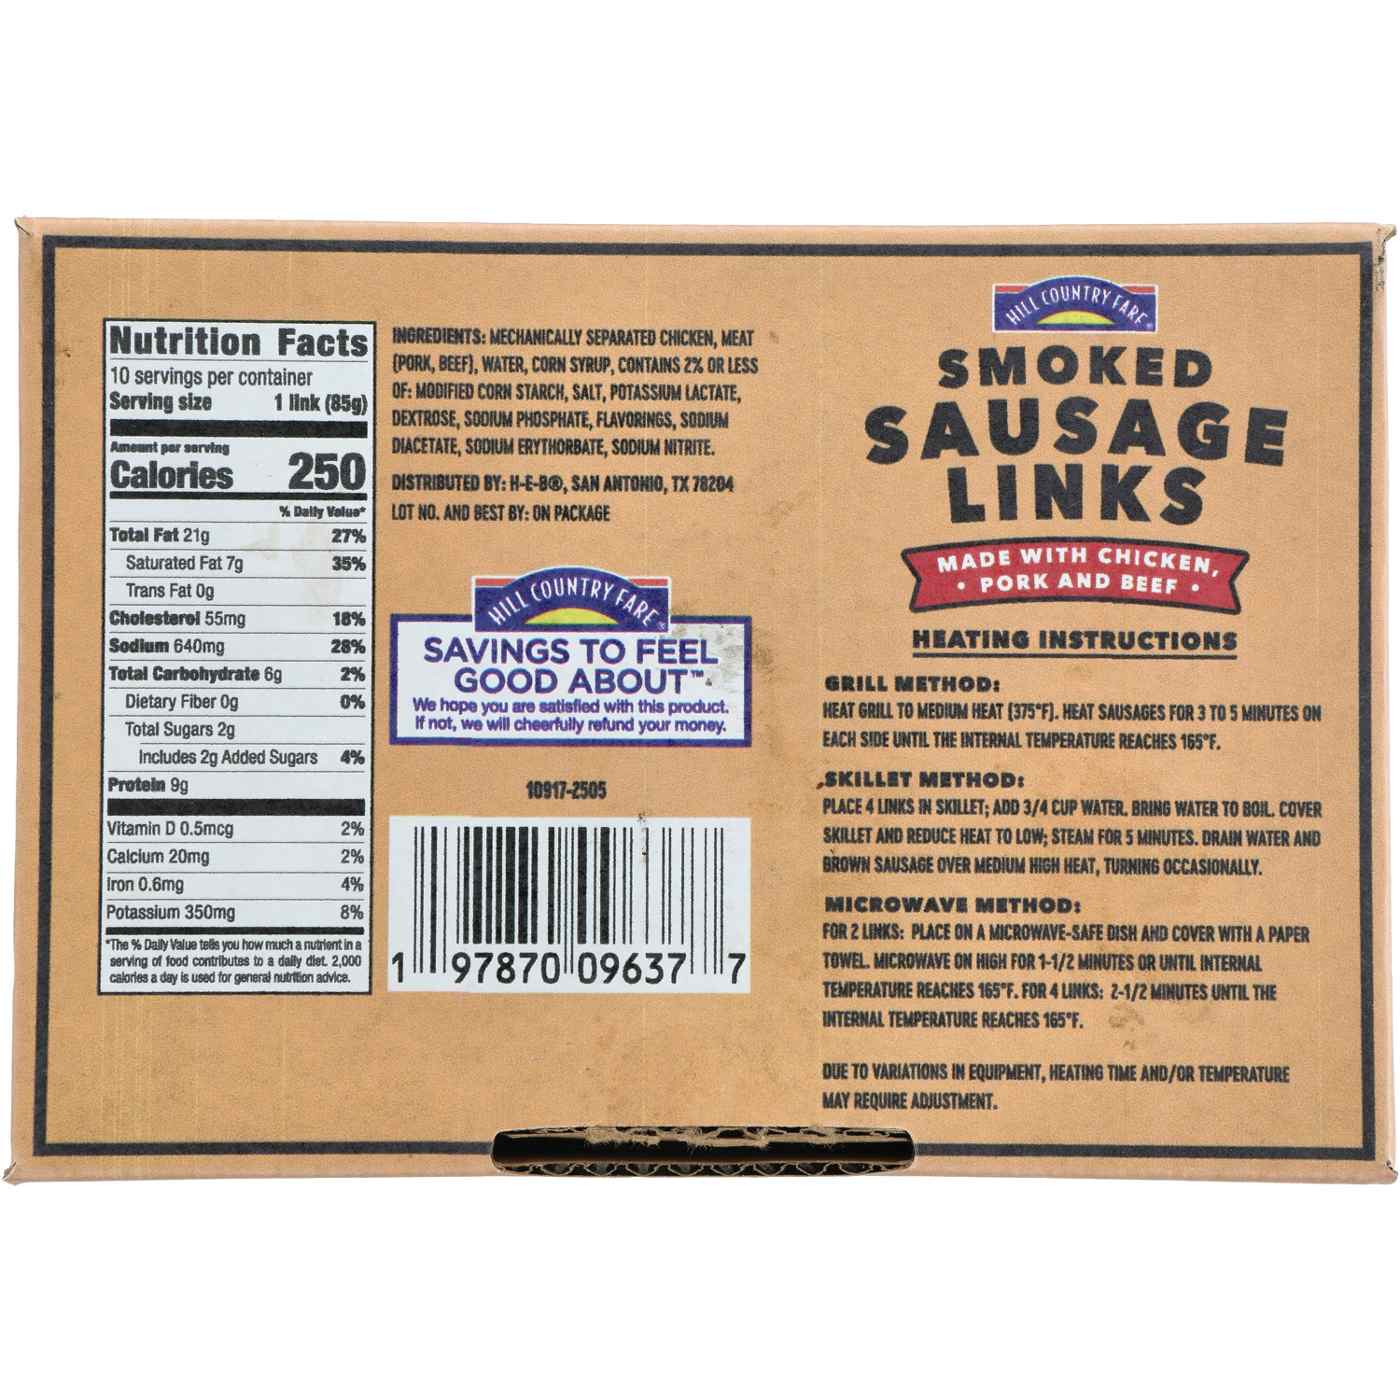 Nutrition Facts
10 servings per container
Serving size 1 link (85g)
Amount per serving
Calories 250
% Daily Value*
Total Fat 21g 27%
Saturated Fat 7g 35%
Trans Fat 0g
Cholesterol 55mg 18%
Sodium 640mg 28%
Total Carbohydrate 6g 2%
Dietary Fiber 0g 0%
Total Sugars 2g
Includes 2g Added Sugars 4%
Protein 9g
Vitamin D 0.5mcg 2%
Calcium 20mg 2%
Iron 0.6mg 4%
Potassium 350mg 8%
*The % Daily Value tells you how much a nutrient in a
serving of food contributes to a daily diet. 2,000
calories a day is used for general nutrition advice.
INGREDIENTS: MECHANICALLY SEPARATED CHICKEN, MEAT
(PORK, BEEF), WATER, CORN SYRUP, CONTAINS 2% OR LESS
OF: MODIFIED CORN STARCH, SALT, POTASSIUM LACTATE,
DEXTROSE, SODIUM PHOSPHATE, FLAVORINGS, SODIUM
DIACETATE, SODIUM ERYTHORBATE, SODIUM NITRITE.
DISTRIBUTED BY: H-E-B®, SAN ANTONIO, TX 78204
LOT NO. AND BEST BY: ON PACKAGE
HILL COUNTRY FARE®
SAVINGS TO FEEL
GOOD ABOUT™
We hope you are satisfied with this product.
If not, we will cheerfully refund your money.
10917-2505
1 97870 09637 7
HILL COUNTRY FARE®
SMOKED
SAUSAGE
LINKS
MADE WITH CHICKEN,
• PORK AND BEEF •
HEATING INSTRUCTIONS
GRILL METHOD:
HEAT GRILL TO MEDIUM HEAT (375°F). HEAT SAUSAGES FOR 3 TO 5 MINUTES ON
EACH SIDE UNTIL THE INTERNAL TEMPERATURE REACHES 165°F.
SKILLET METHOD:
PLACE 4 LINKS IN SKILLET; ADD 3/4 CUP WATER. BRING WATER TO BOIL. COVER
SKILLET AND REDUCE HEAT TO LOW; STEAM FOR 5 MINUTES. DRAIN WATER AND
BROWN SAUSAGE OVER MEDIUM HIGH HEAT, TURNING OCCASIONALLY.
MICROWAVE METHOD:
FOR 2 LINKS: PLACE ON A MICROWAVE-SAFE DISH AND COVER WITH A PAPER
TOWEL. MICROWAVE ON HIGH FOR 1-1/2 MINUTES OR UNTIL INTERNAL
TEMPERATURE REACHES 165°F. FOR 4 LINKS: 2-1/2 MINUTES UNTIL THE
INTERNAL TEMPERATURE REACHES 165°F.
DUE TO VARIATIONS IN EQUIPMENT, HEATING TIME AND/OR TEMPERATURE
MAY REQUIRE ADJUSTMENT.